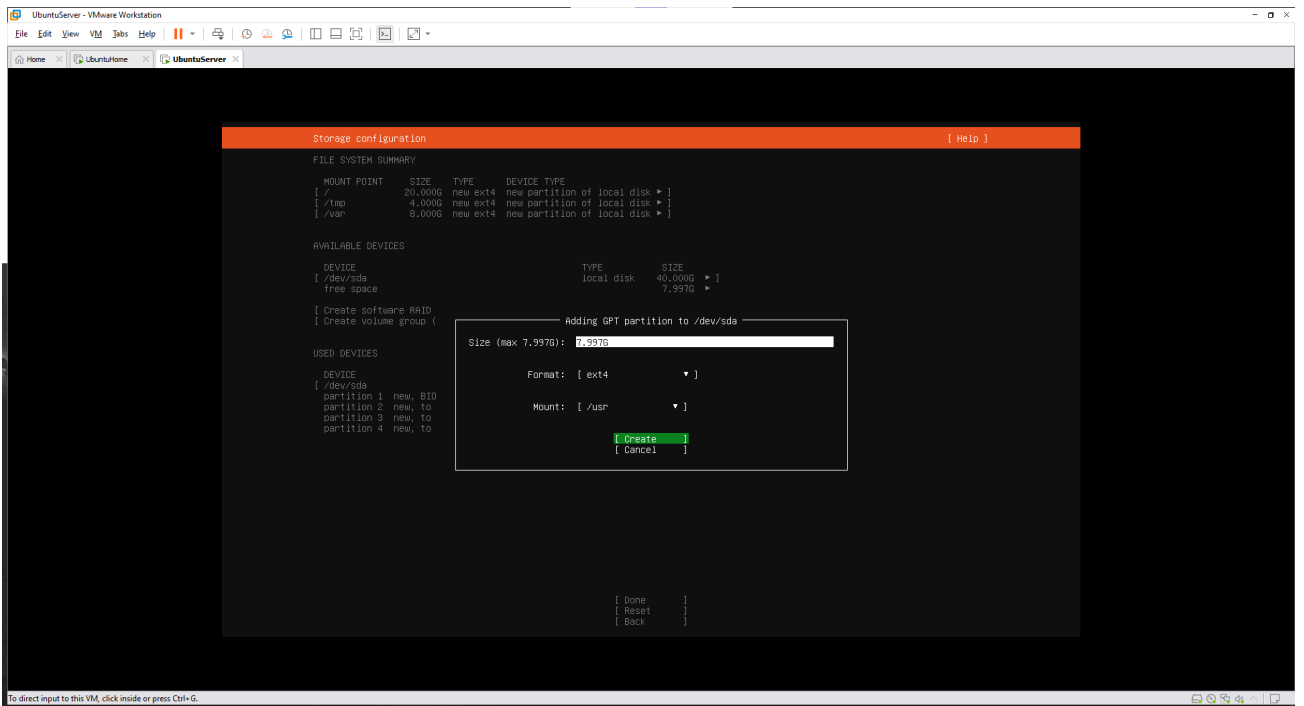 UbuntuServer - VMware Workstation
File Edit View VM Tabs Help
Home UbuntuHome UbuntuServer
Storage configuration [ Help ]
FILE SYSTEM SUMMARY
MOUNT POINT SIZE TYPE DEVICE TYPE
[ / 20.000G new ext4 new partition of local disk ▸ ]
[ /tmp 4.000G new ext4 new partition of local disk ▸ ]
[ /var 8.000G new ext4 new partition of local disk ▸ ]
AVAILABLE DEVICES
DEVICE TYPE SIZE
[ /dev/sda local disk 40.000G ▸ ]
free space 7.997G ▸
[ Create software RAID
[ Create volume group (
Adding GPT partition to /dev/sda
Size (max 7.997G): 7.997G
Format: [ ext4 ▾ ]
Mount: [ /usr ▾ ]
[ Create ]
[ Cancel ]
USED DEVICES
DEVICE
[ /dev/sda
partition 1 new, BIO
partition 2 new, to
partition 3 new, to
partition 4 new, to
[ Done ]
[ Reset ]
[ Back ]
To direct input to this VM, click inside or press Ctrl+G.